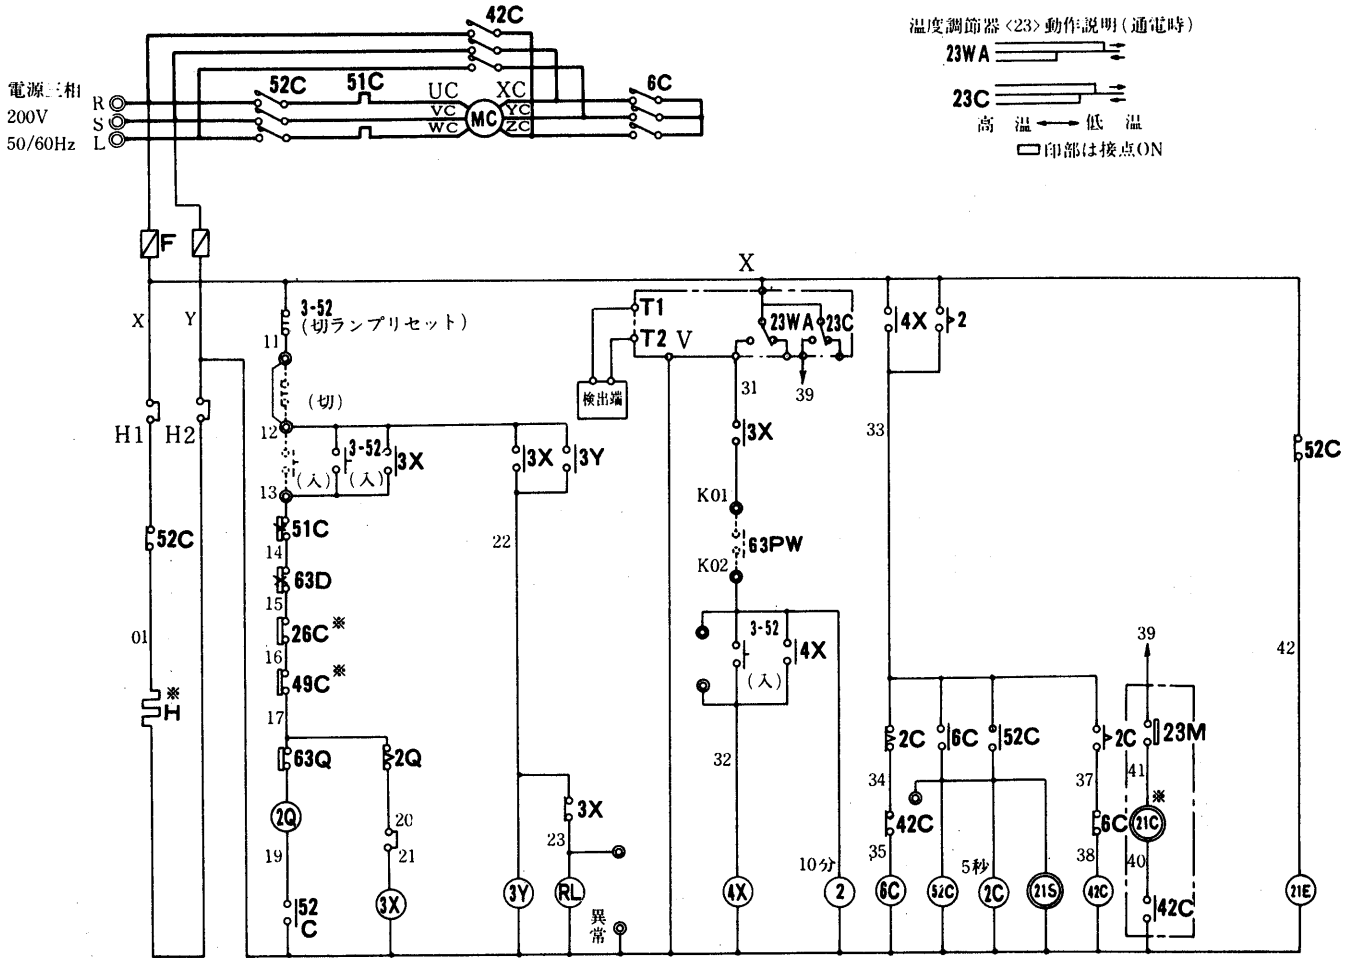 42C
温度調節器<23>動作説明(通電時)
23WA
23C
高 温 低 温
印部は接点ON
電源三相
200V
50/60Hz
R
S
L
52C
51C
UC
VC
WC
MC
XC
YC
ZC
6C
F
X
X
Y
3-52
(切ランプリセット)
11
(切)
12
3-52
(入)
(入)
3X
13
3X
3Y
T1
T2
V
23WA
23C
検出端
31
39
3X
K01
63PW
K02
3-52
(入)
4X
4X
2
33
52C
H1
H2
52C
01
※
H
51C
14
63D
15
26C※
16
49C※
17
63Q
2Q
2Q
19
20
21
52
C
3X
22
3X
23
3Y
RL
異
常
32
10分
4X
2
2C
6C
52C
2C
34
42C
35
6C
52C
5秒
2C
21S
37
6C
38
42C
39
23M
41
※
21C
40
42C
42
21E